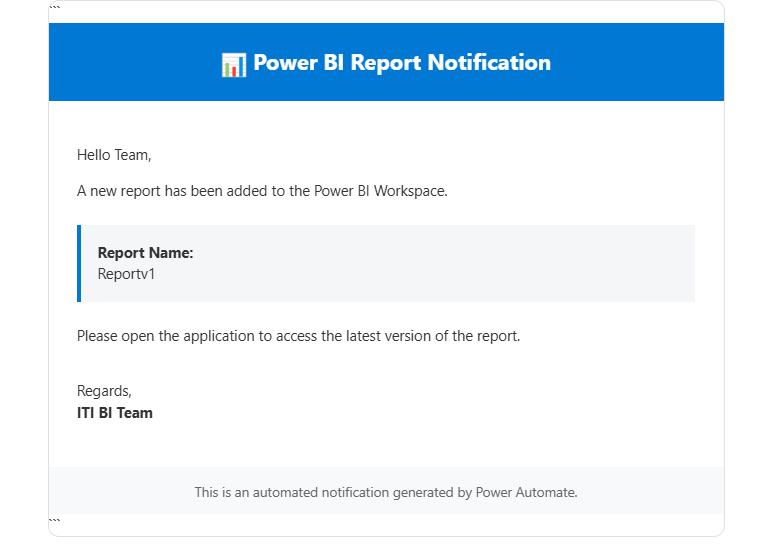 ```
📊 Power BI Report Notification
Hello Team,
A new report has been added to the Power BI Workspace.
Report Name:
Reportv1
Please open the application to access the latest version of the report.
Regards,
ITI BI Team
This is an automated notification generated by Power Automate.
```